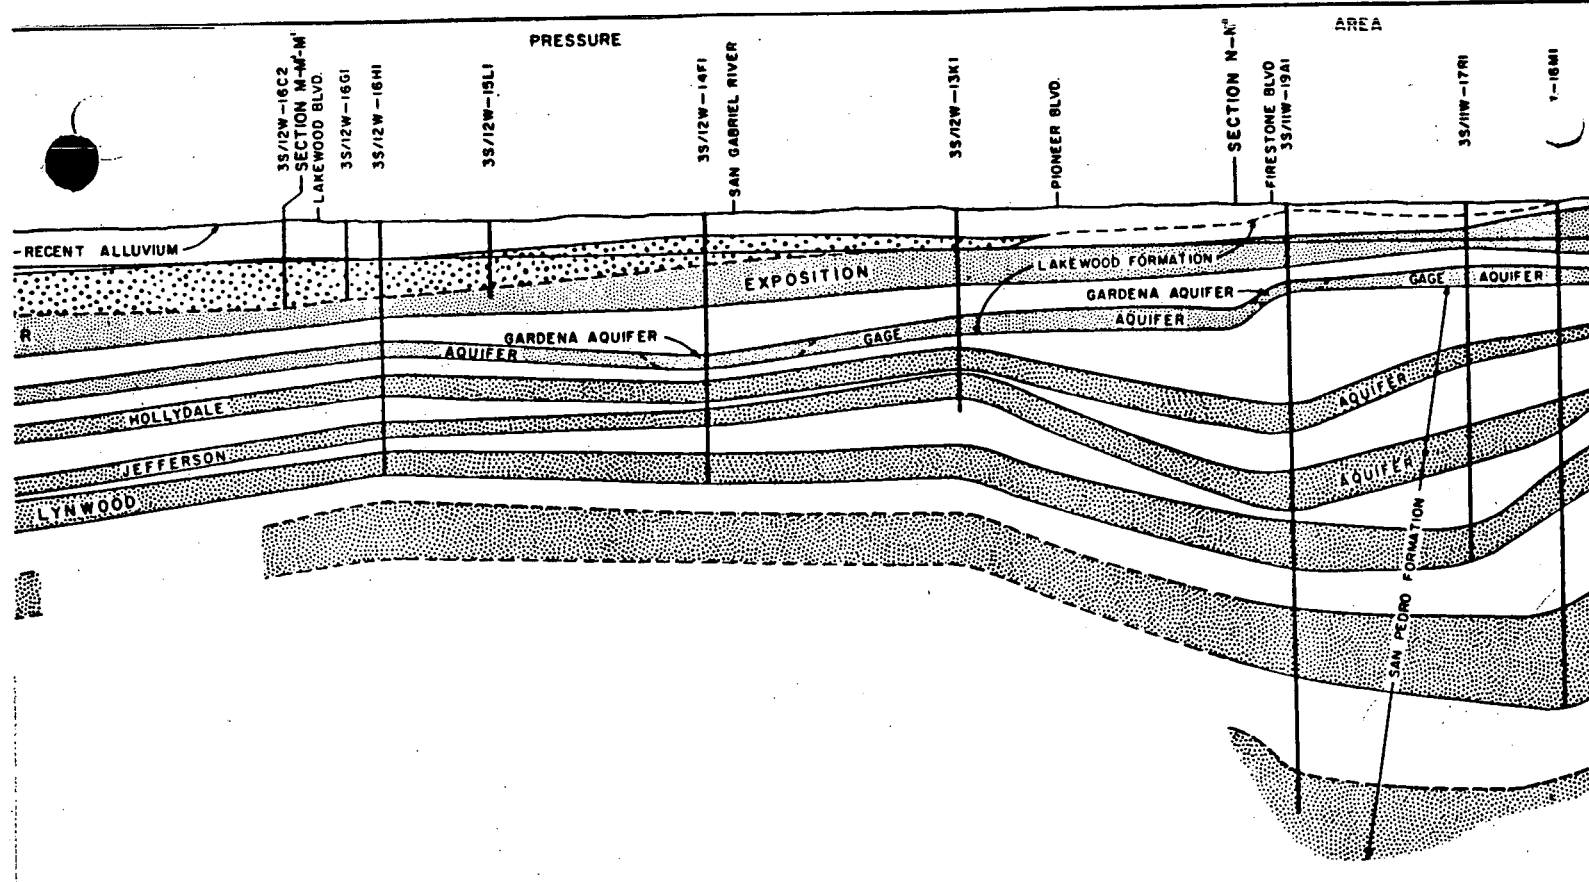 PRESSURE
AREA
3S/12W-16C2
SECTION M-M'-M"
LAKEWOOD BLVD.
3S/12W-16G1
3S/12W-16H1
3S/12W-15L1
3S/12W-14F1
SAN GABRIEL RIVER
3S/12W-13K1
PIONEER BLVD.
SECTION N-N'
FIRESTONE BLVD
3S/11W-19A1
3S/11W-17R1
-16M1
RECENT ALLUVIUM
EXPOSITION
LAKEWOOD FORMATION
GARDENA AQUIFER
GAGE AQUIFER
AQUIFER
R
GARDENA AQUIFER
GAGE
AQUIFER
HOLLYDALE
AQUIFER
JEFFERSON
AQUIFER
LYNWOOD
SAN PEDRO FORMATION